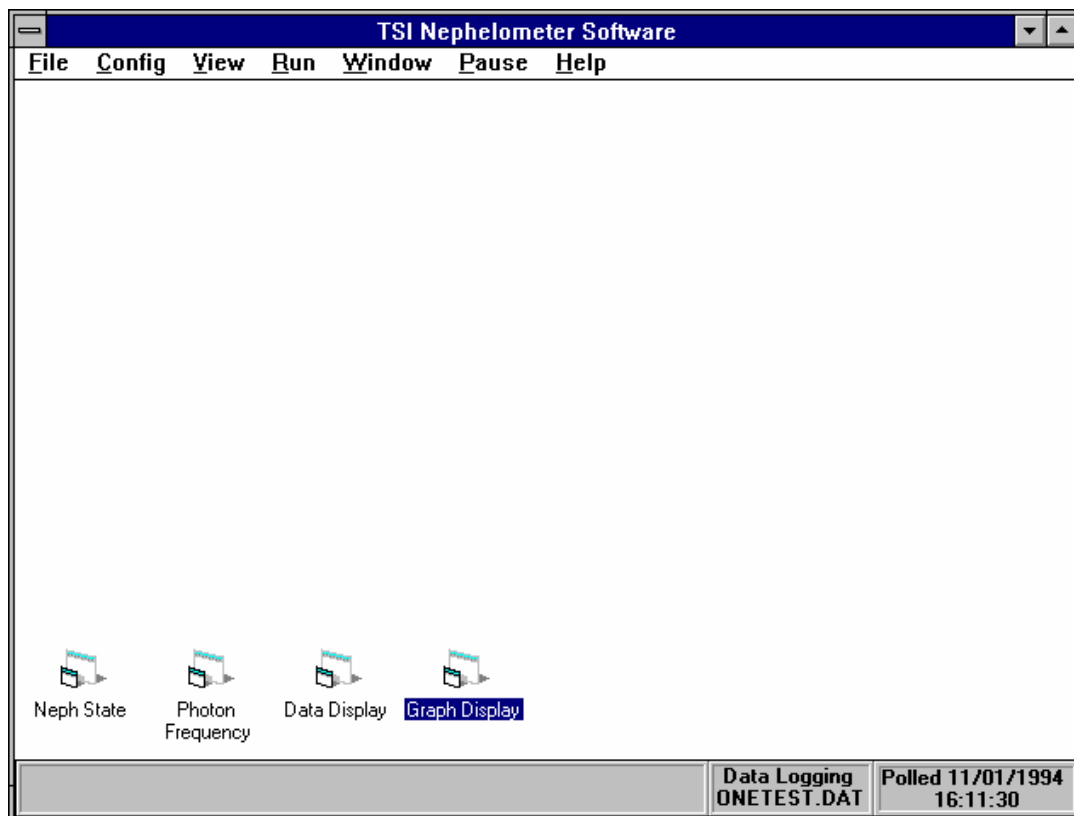 TSI Nephelometer Software
File Config View Run Window Pause Help
Neph State
Photon
Frequency
Data Display
Graph Display
Data Logging
ONETEST.DAT
Polled 11/01/1994
16:11:30